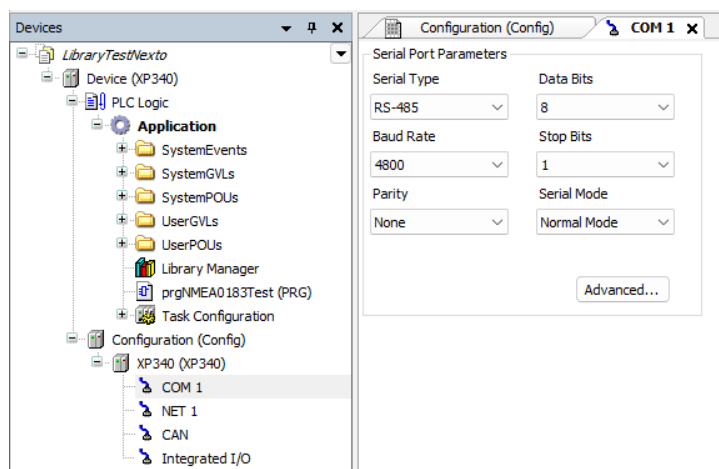 Devices
LibraryTestNexto
Device (XP340)
PLC Logic
Application
SystemEvents
SystemGVLs
SystemPOUs
UserGVLs
UserPOUs
Library Manager
prgNMEA0183Test (PRG)
Task Configuration
Configuration (Config)
XP340 (XP340)
COM 1
NET 1
CAN
Integrated I/O
Configuration (Config) COM 1
Serial Port Parameters
Serial Type Data Bits
RS-485 8
Baud Rate Stop Bits
4800 1
Parity Serial Mode
None Normal Mode
Advanced...